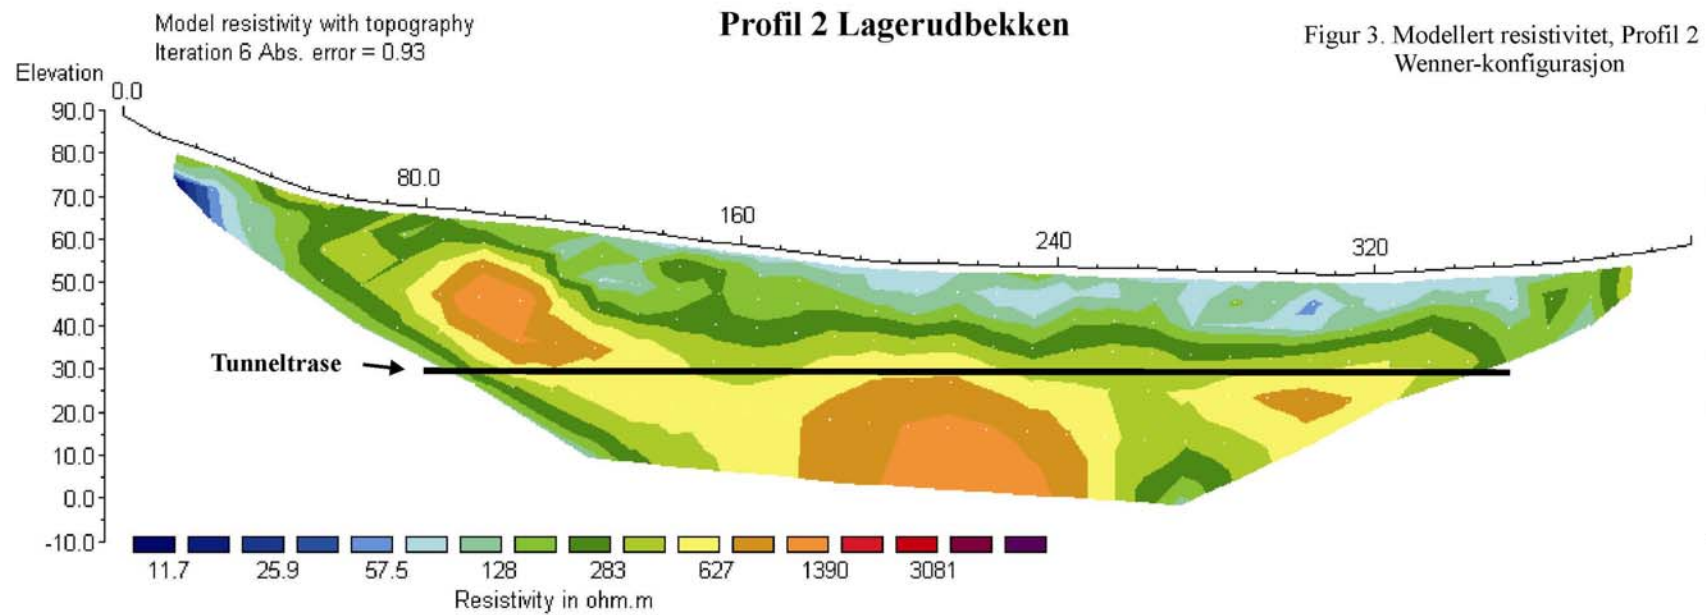 Model resistivity with topography
Iteration 6 Abs. error = 0.93
Profil 2 Lagerudbekken
Figur 3. Modellert resistivitet, Profil 2
Wenner-konfigurasjon
Elevation
0.0
90.0
80.0
70.0
60.0
50.0
40.0
30.0
20.0
10.0
0.0
-10.0
80.0
160
240
320
Tunneltrase
11.7 25.9 57.5 128 283 627 1390 3081
Resistivity in ohm.m